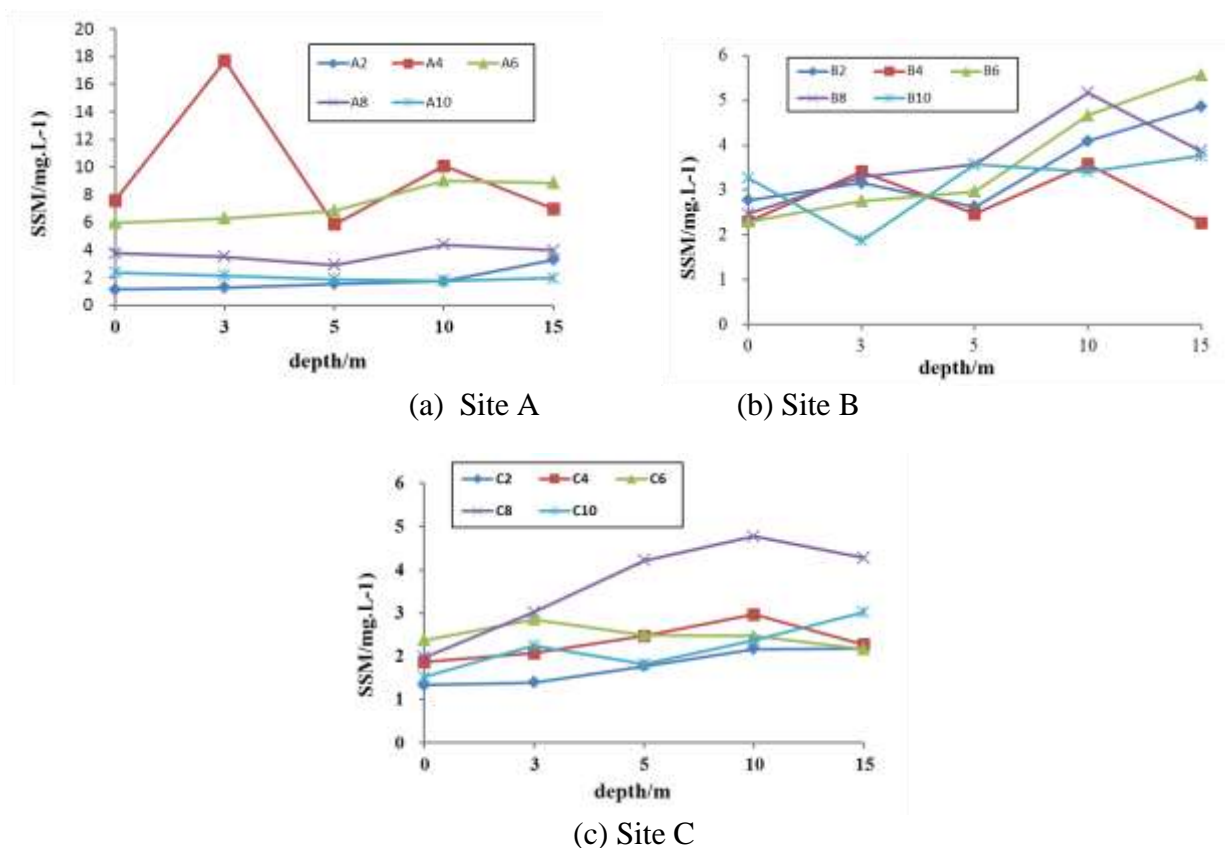 20
18
16
14
12
10
8
6
4
2
0
SSM/mg.L-1)
A2 A4 A6
A8 A10
0 3 5 10 15
depth/m
(a) Site A
6
5
4
3
2
1
0
SSM/mg.L-1)
B2 B4 B6
B8 B10
0 3 5 10 15
depth/m
(b) Site B
6
5
4
3
2
1
0
SSM/mg.L-1)
C2 C4 C6
C8 C10
0 3 5 10 15
depth/m
(c) Site C